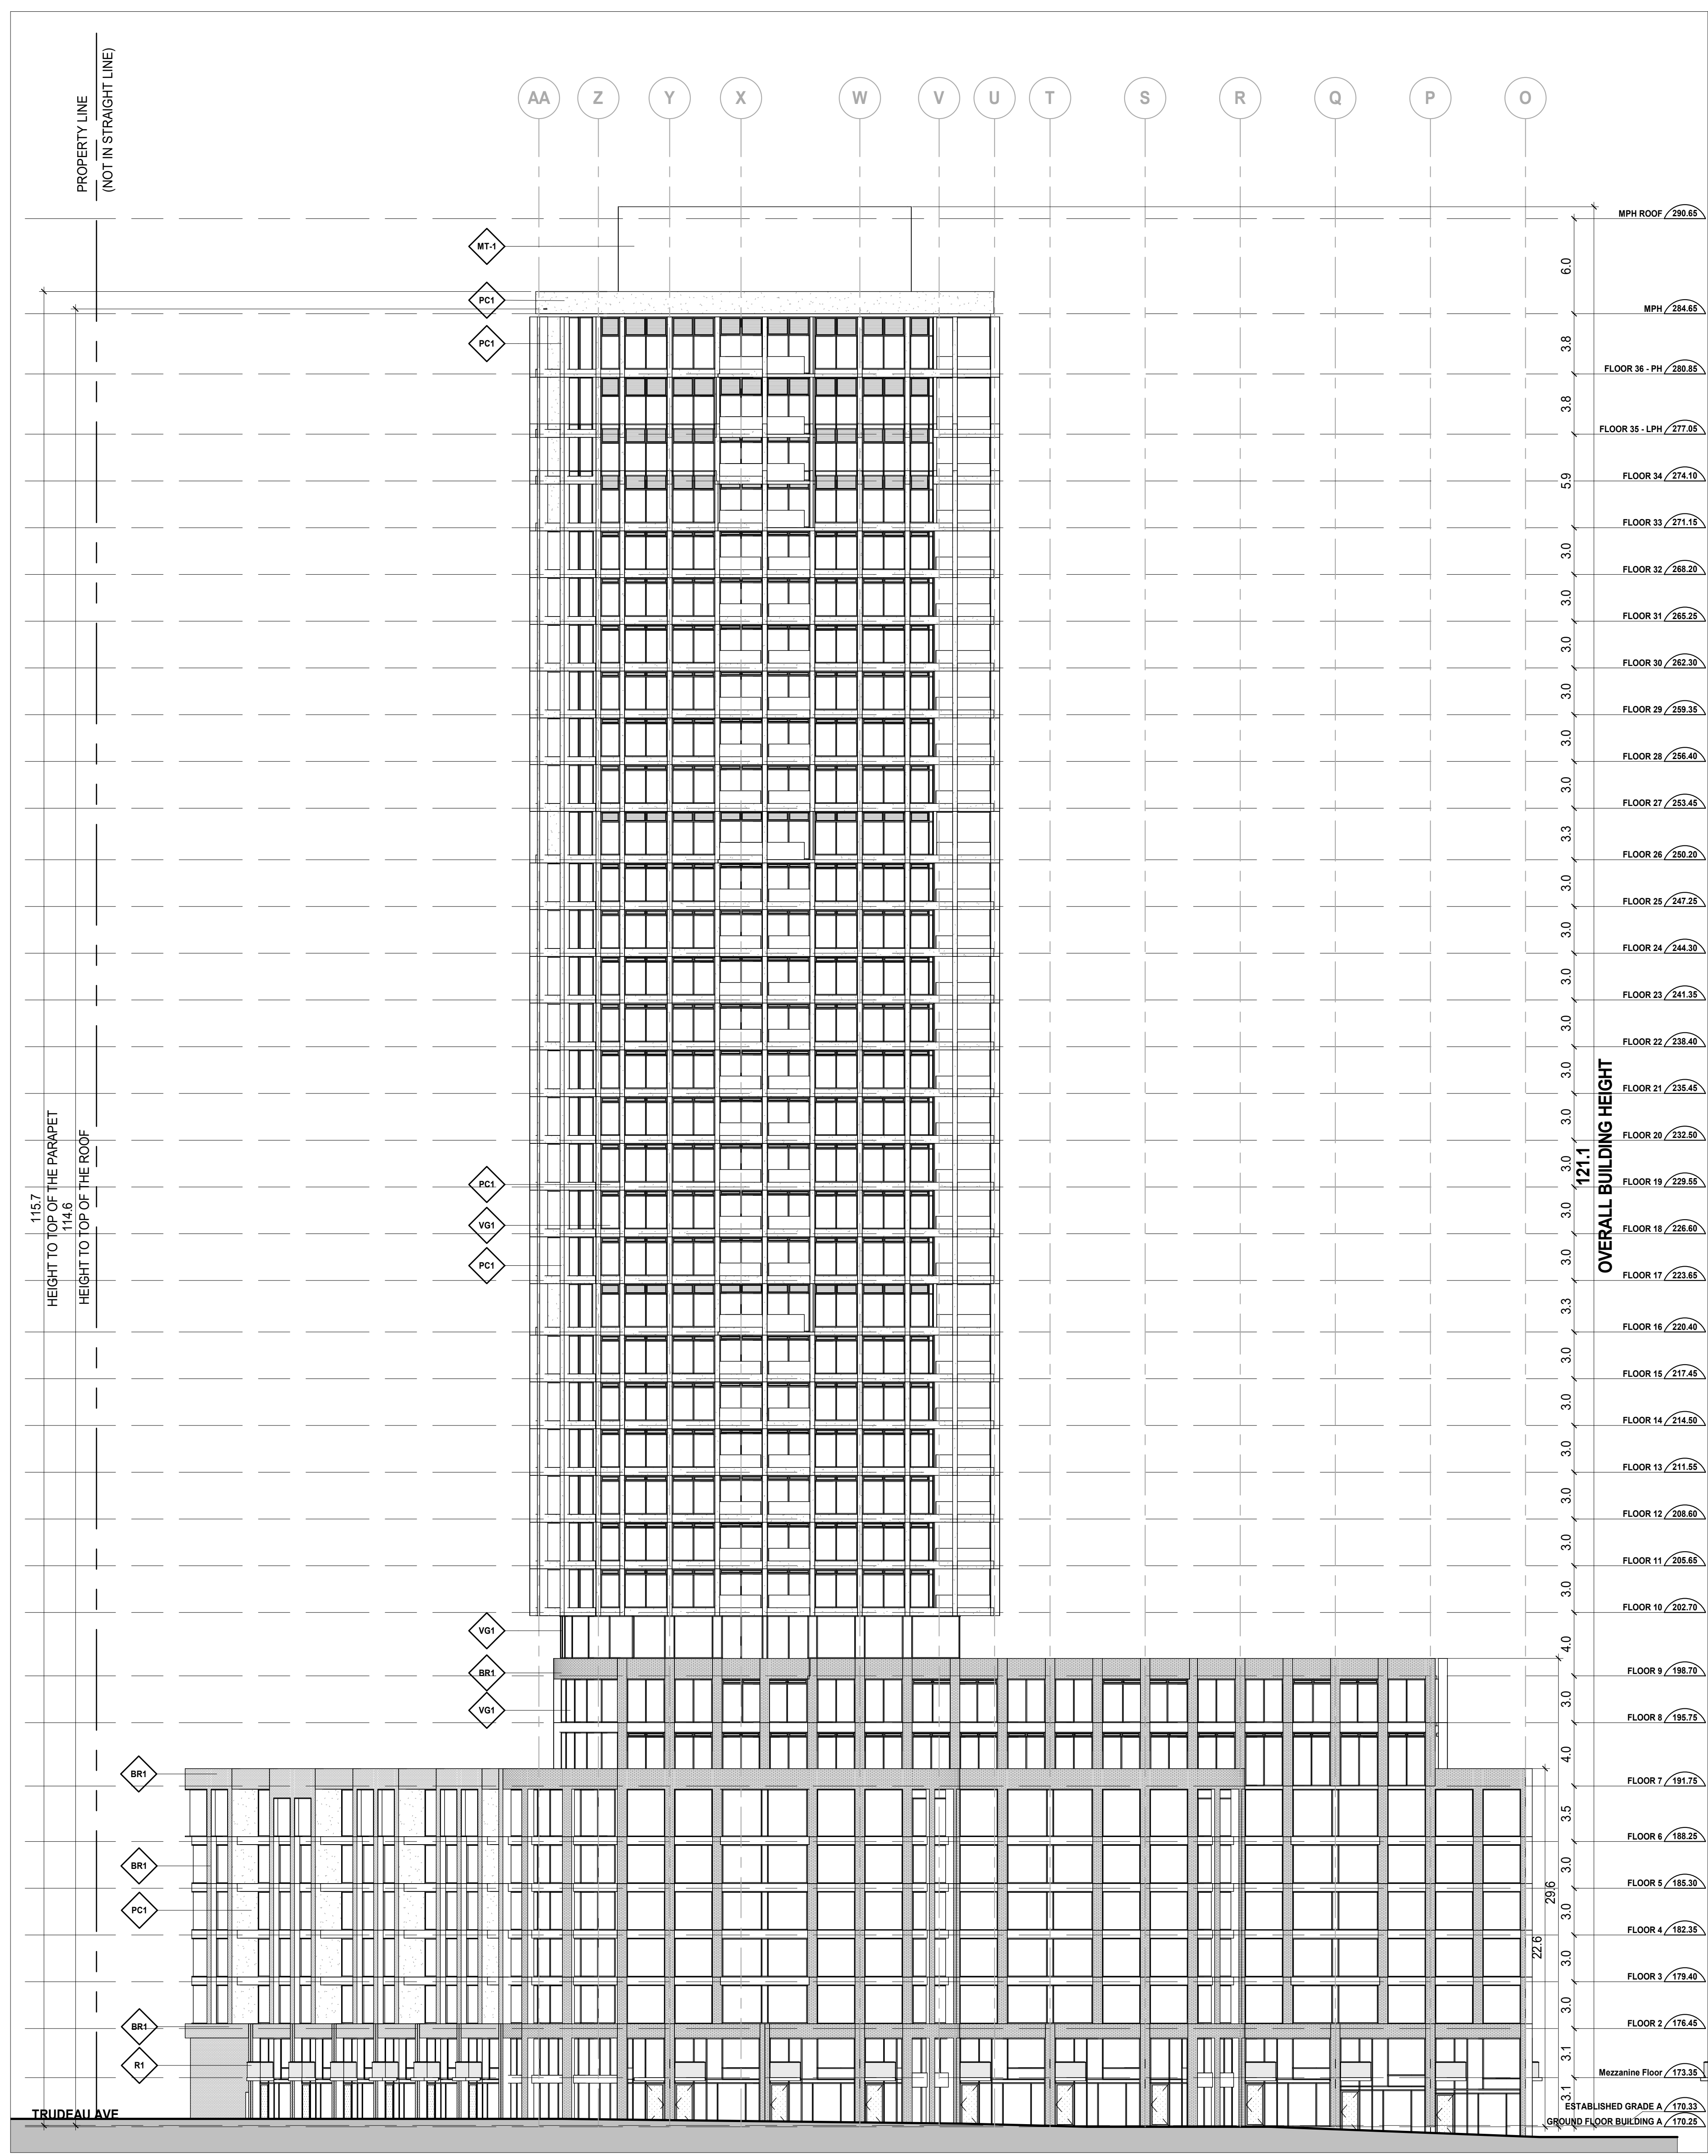 PROPERTY LINE
(NOT IN STRAIGHT LINE)
AA Z Y X W V U T S R Q P O
MPH ROOF 290.65
MT-1
6.0
PC1
MPH 284.65
PC1
3.8
FLOOR 36 - PH 280.85
3.8
FLOOR 35 - LPH 277.05
5.9
FLOOR 34 274.10
FLOOR 33 271.15
3.0
FLOOR 32 268.20
3.0
FLOOR 31 265.25
3.0
FLOOR 30 262.30
3.0
FLOOR 29 259.35
3.0
FLOOR 28 256.40
3.0
FLOOR 27 253.45
3.3
FLOOR 26 250.20
3.0
FLOOR 25 247.25
3.0
FLOOR 24 244.30
3.0
FLOOR 23 241.35
3.0
FLOOR 22 238.40
3.0
FLOOR 21 235.45
3.0
FLOOR 20 232.50
3.0
121.1
OVERALL BUILDING HEIGHT
115.7
HEIGHT TO TOP OF THE PARAPET
114.6
HEIGHT TO TOP OF THE ROOF
PC1
FLOOR 19 229.55
3.0
VG1
FLOOR 18 226.60
3.0
PC1
FLOOR 17 223.65
3.3
FLOOR 16 220.40
3.0
FLOOR 15 217.45
3.0
FLOOR 14 214.50
3.0
FLOOR 13 211.55
3.0
FLOOR 12 208.60
3.0
FLOOR 11 205.65
3.0
FLOOR 10 202.70
VG1
4.0
BR1
FLOOR 9 198.70
3.0
VG1
FLOOR 8 195.75
4.0
BR1
FLOOR 7 191.75
3.5
FLOOR 6 188.25
BR1
3.0
FLOOR 5 185.30
29.6
PC1
3.0
FLOOR 4 182.35
22.6
3.0
FLOOR 3 179.40
3.0
BR1
FLOOR 2 176.45
3.1
R1
Mezzanine Floor 173.35
3.1
TRUDEAU AVE
ESTABLISHED GRADE A 170.33
GROUND FLOOR BUILDING A 170.25